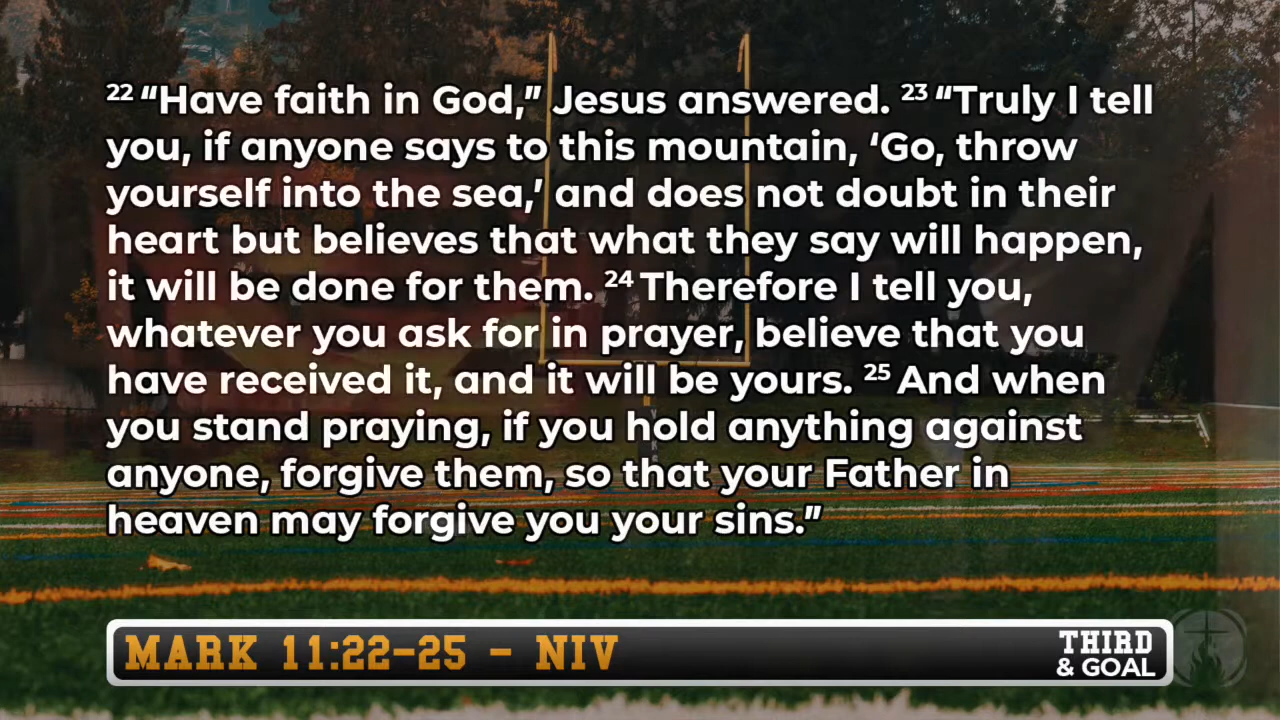 22 “Have faith in God,” Jesus answered. 23 “Truly I tell
you, if anyone says to this mountain, ‘Go, throw
yourself into the sea,’ and does not doubt in their
heart but believes that what they say will happen,
it will be done for them. 24 Therefore I tell you,
whatever you ask for in prayer, believe that you
have received it, and it will be yours. 25 And when
you stand praying, if you hold anything against
anyone, forgive them, so that your Father in
heaven may forgive you your sins.”
MARK 11:22-25 - NIV
THIRD
& GOAL